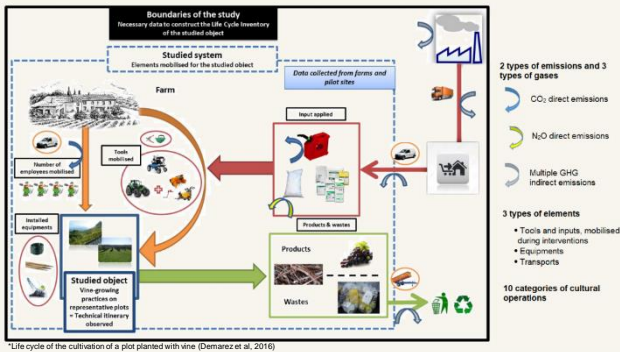 Boundaries of the study
Necessary data to construct the Life Cycle Inventory
of the studied object
Studied system
Elements mobilised for the studied object
Data collected from farms and
pilot sites
Farm
Input applied
Tools
mobilised
Number of
employees mobilised
Installed
equipments
Studied object
Vine-growing
practices on
representative plots
= Technical Itinerary
observed
Products & wastes
Products
Wastes
2 types of emissions and 3
types of gases
CO₂ direct emissions
N₂O direct emissions
Multiple GHG
indirect emissions
3 types of elements
• Tools and inputs, mobilised
during interventions
• Equipments
• Transports
10 categories of cultural
operations
*Life cycle of the cultivation of a plot planted with vine (Demarez et al, 2016)